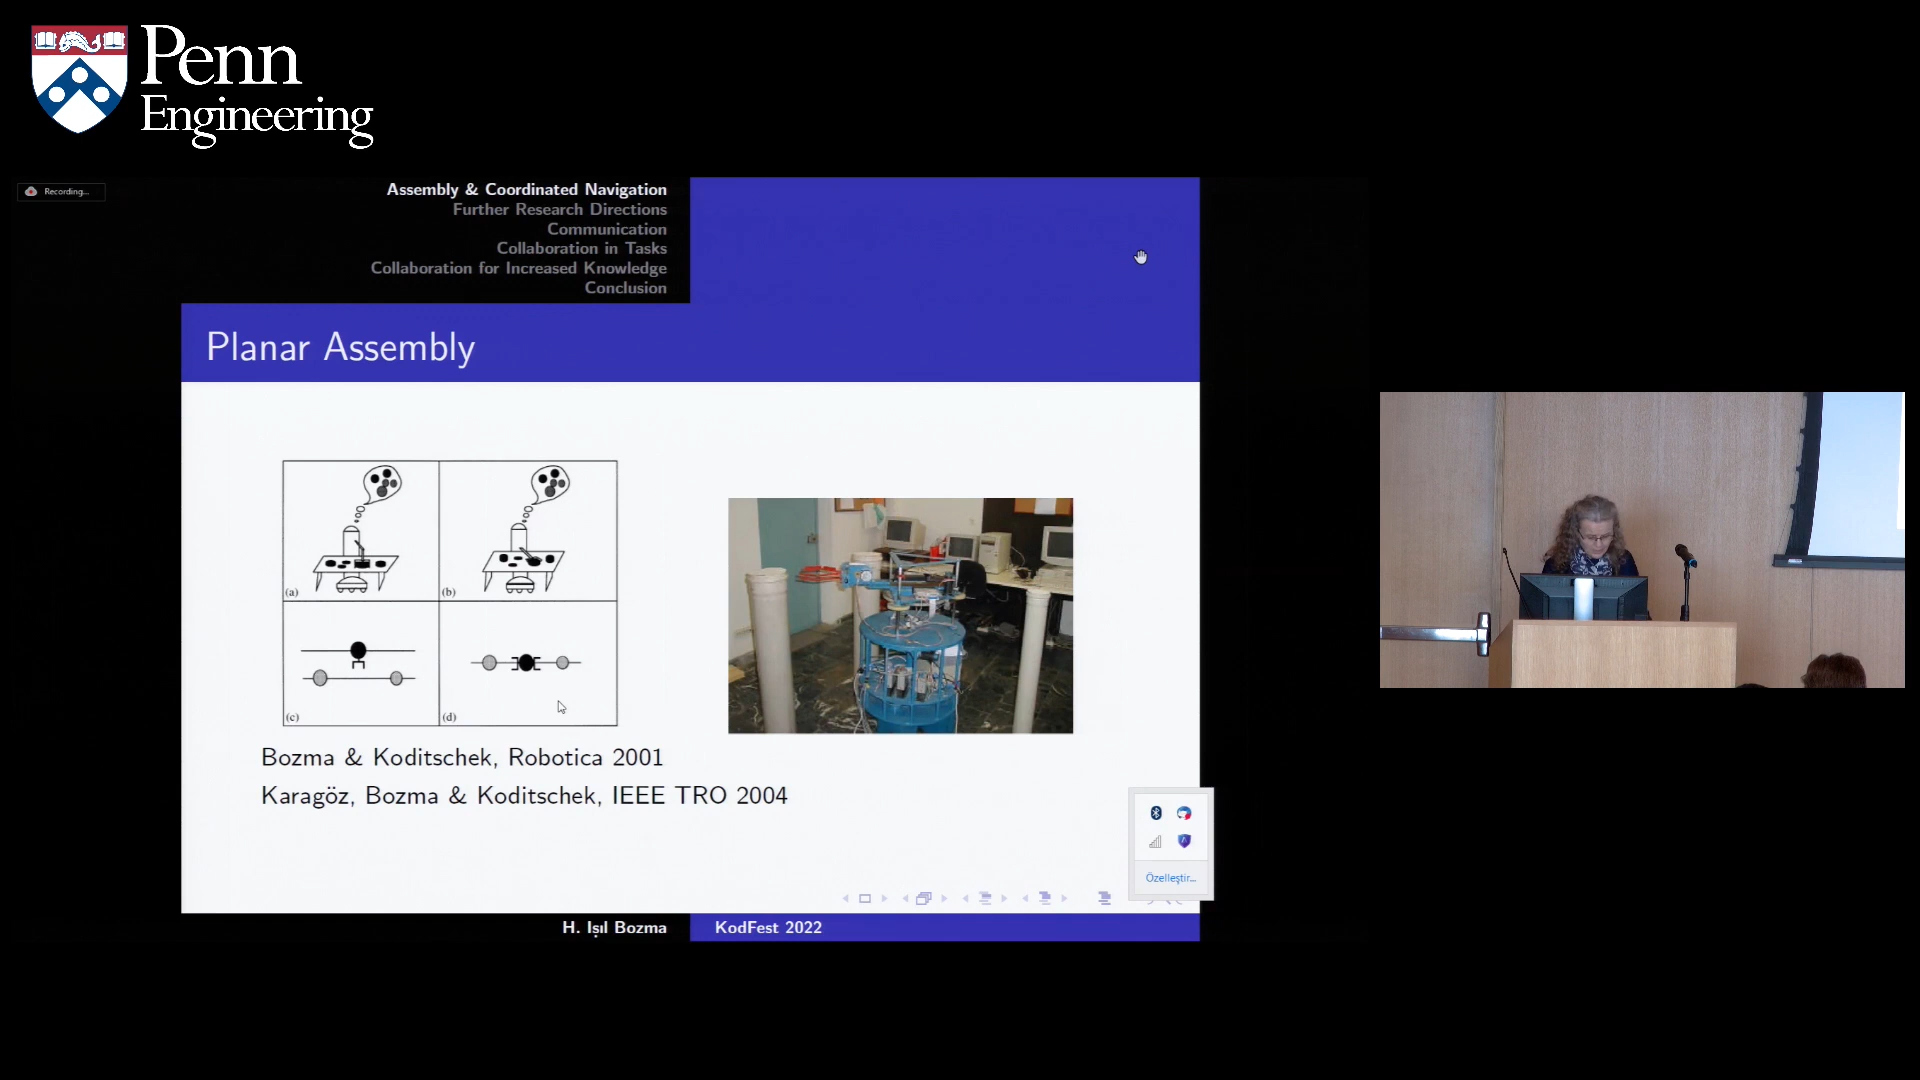 Penn
Engineering
Recording...
Assembly & Coordinated Navigation
Further Research Directions
Communication
Collaboration in Tasks
Collaboration for Increased Knowledge
Conclusion
Planar Assembly
(a)
(b)
(c)
(d)
Bozma & Koditschek, Robotica 2001
Karagöz, Bozma & Koditschek, IEEE TRO 2004
Özelleştir...
H. Işıl Bozma
KodFest 2022